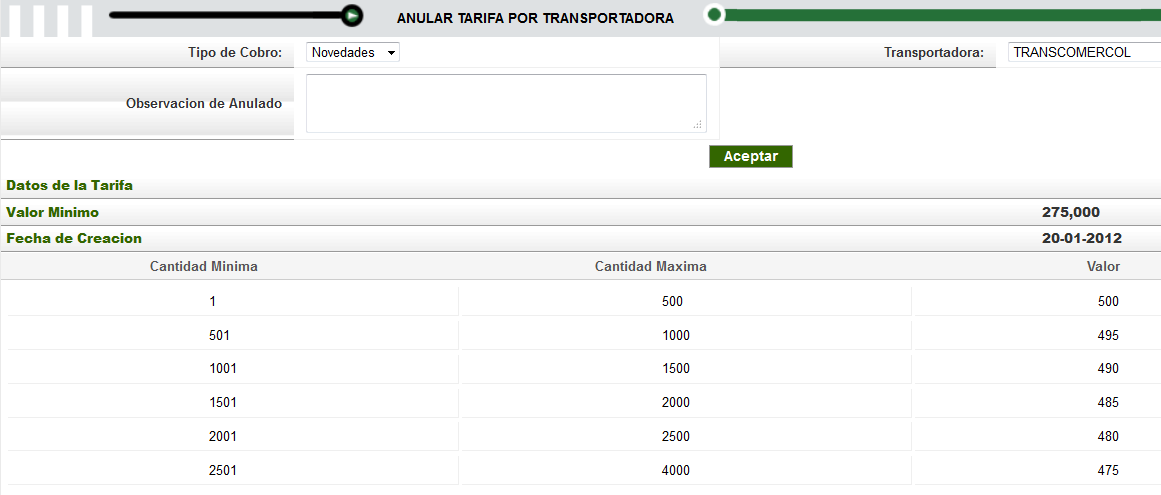 ANULAR TARIFA POR TRANSPORTADORA
Tipo de Cobro: Novedades Transportadora: TRANSCOMERCOL
Observacion de Anulado
Aceptar
Datos de la Tarifa
Valor Minimo 275,000
Fecha de Creacion 20-01-2012
Cantidad Minima Cantidad Maxima Valor
1 500 500
501 1000 495
1001 1500 490
1501 2000 485
2001 2500 480
2501 4000 475